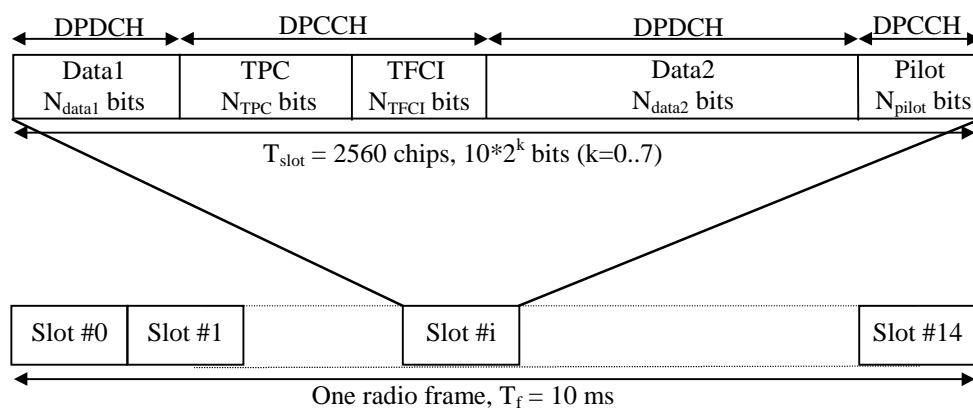 DPDCH DPCCH DPDCH DPCCH
Data1 TPC TFCI Data2 Pilot
N_data1 bits N_TPC bits N_TFCI bits N_data2 bits N_pilot bits
T_slot = 2560 chips, 10*2^k bits (k=0..7)
Slot #0 Slot #1 Slot #i Slot #14
One radio frame, T_f = 10 ms